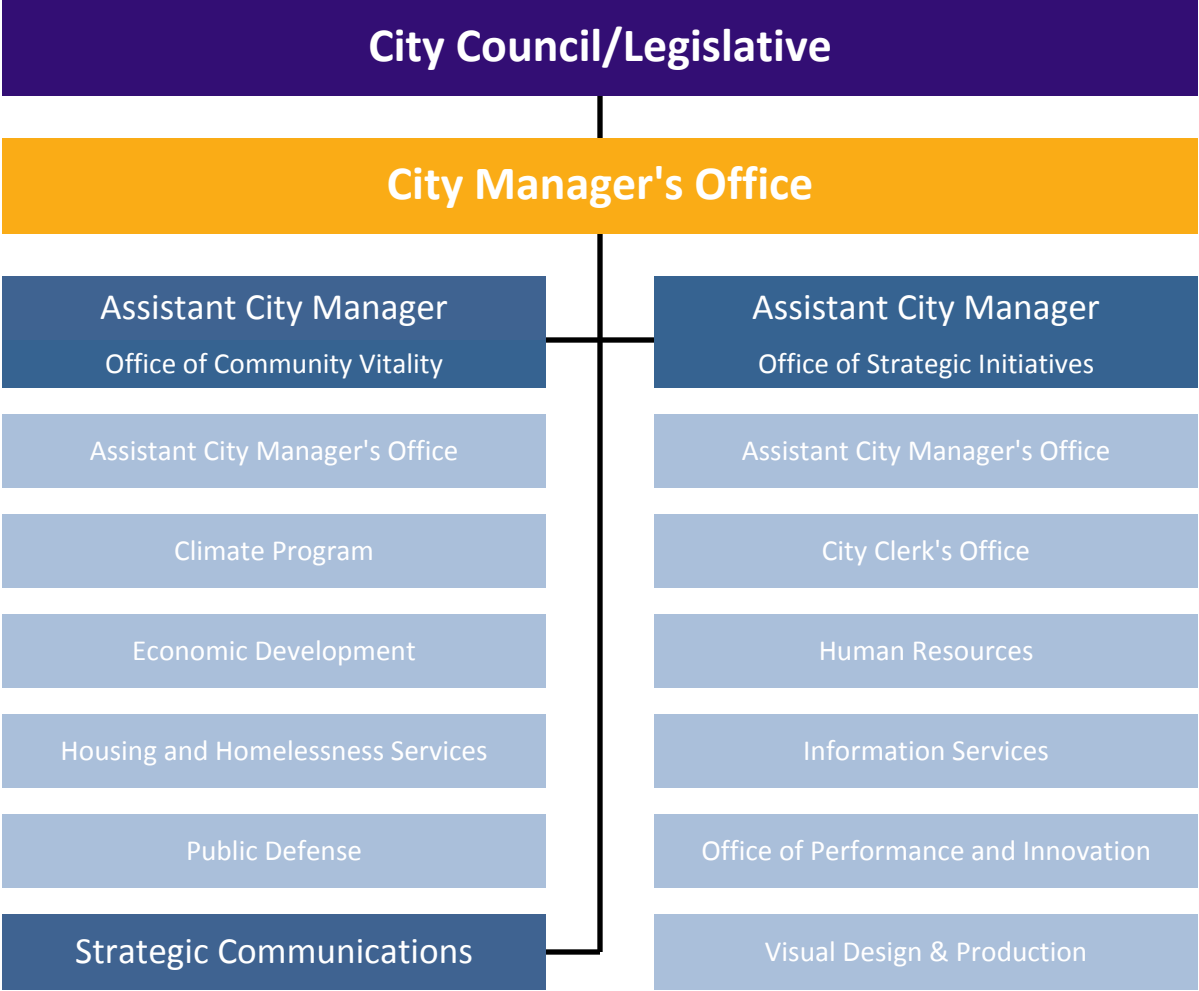 City Council/Legislative
City Manager's Office
Assistant City Manager
Office of Community Vitality
Assistant City Manager's Office
Climate Program
Economic Development
Housing and Homelessness Services
Public Defense
Strategic Communications
Assistant City Manager
Office of Strategic Initiatives
Assistant City Manager's Office
City Clerk's Office
Human Resources
Information Services
Office of Performance and Innovation
Visual Design & Production